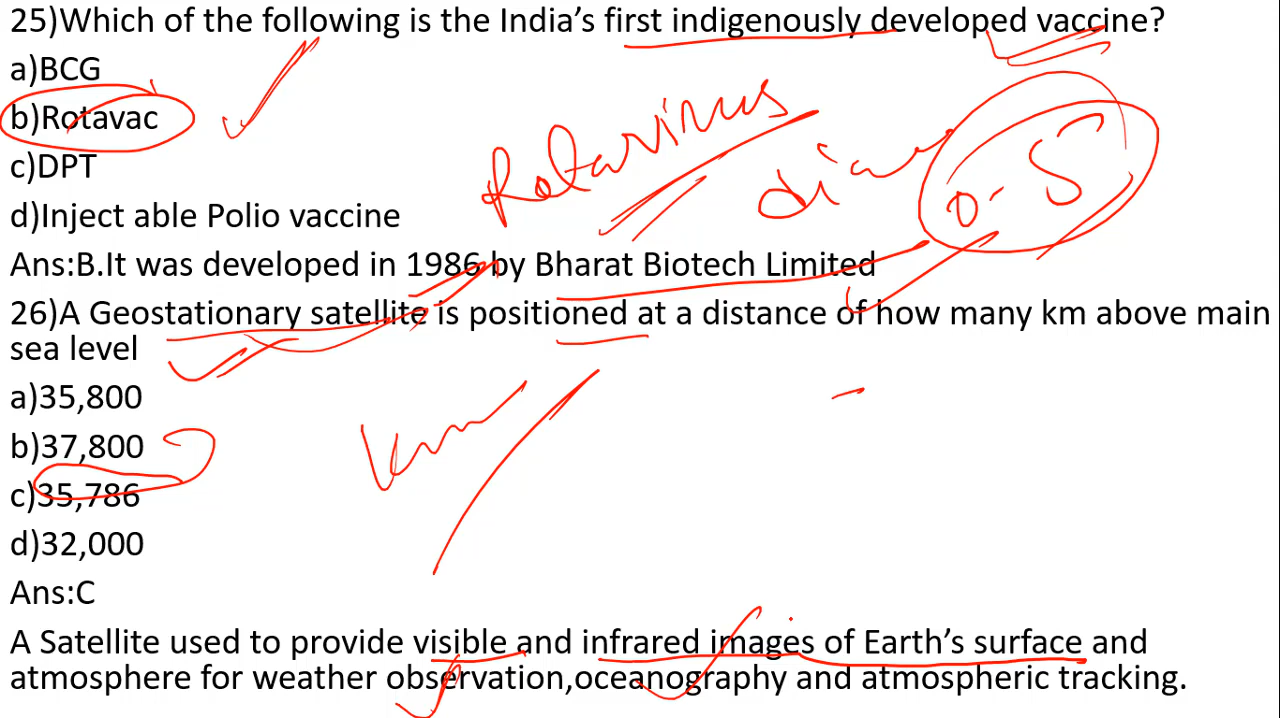 25)Which of the following is the India's first indigenously developed vaccine?
a)BCG
b)Rotavac
c)DPT
Rotavirus
0-5
d)Inject able Polio vaccine
Ans:B.It was developed in 1986 by Bharat Biotech Limited
26)A Geostationary satellite is positioned at a distance of how many km above main
sea level
a)35,800
b)37,800
c)35,786
d)32,000
Ans:C
A Satellite used to provide visible and infrared images of Earth's surface and
atmosphere for weather observation,oceanography and atmospheric tracking.